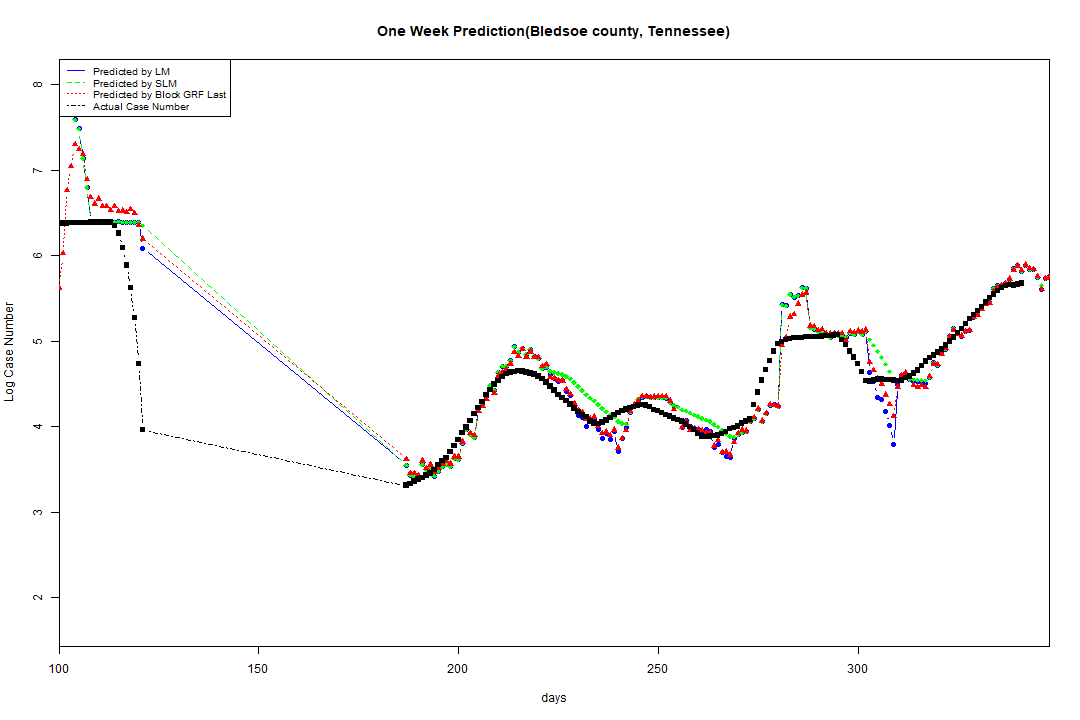 One Week Prediction(Bledsoe county, Tennessee)
Predicted by LM
Predicted by SLM
Predicted by Block GRF Last
Actual Case Number
8
7
6
5
4
3
2
Log Case Number
100 150 200 250 300
days